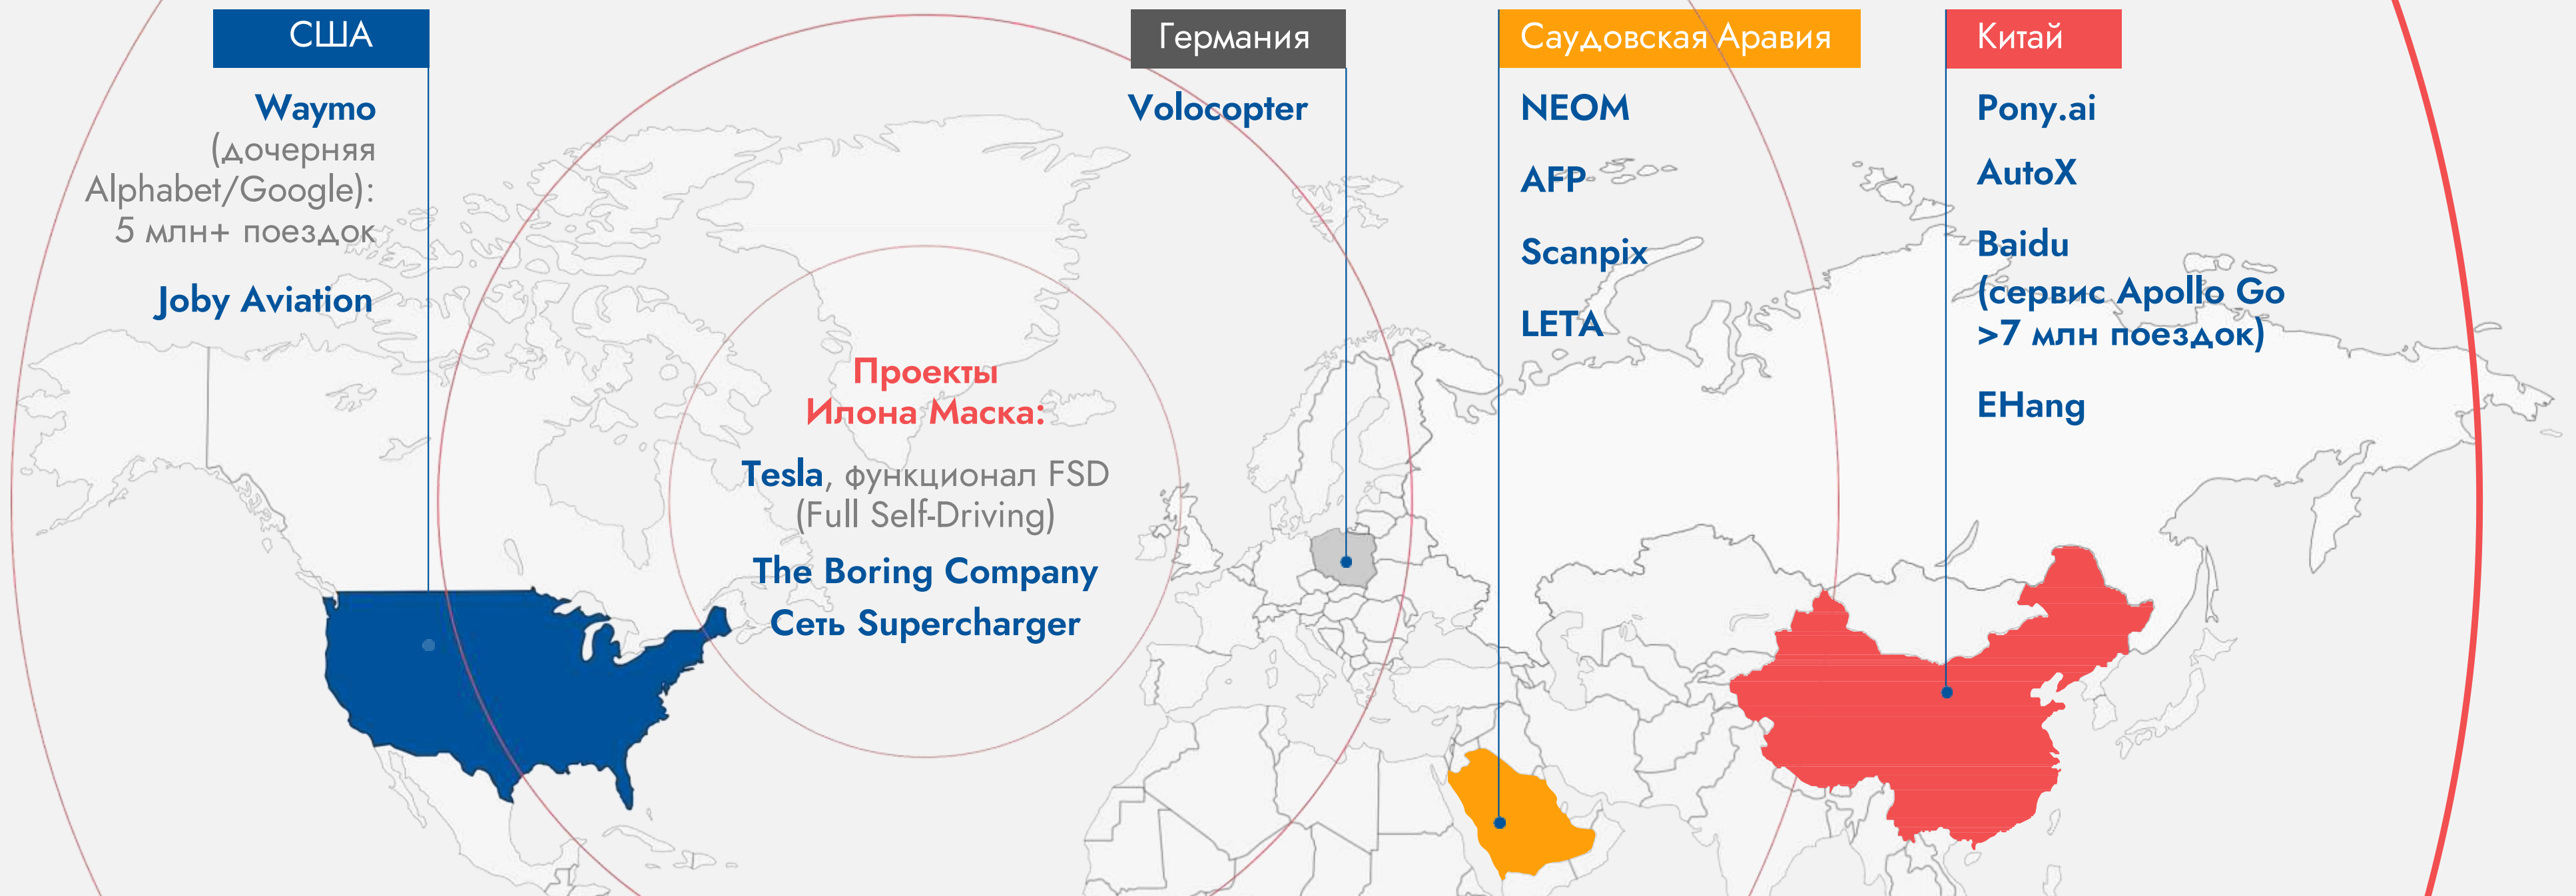 США
Waymo
(дочерняя
Alphabet/Google):
5 млн+ поездок
Joby Aviation
Проекты
Илона Маска:
Tesla, функционал FSD
(Full Self-Driving)
The Boring Company
Сеть Supercharger
Германия
Volocopter
Саудовская Аравия
NEOM
AFP
Scanpix
LETA
Китай
Pony.ai
AutoX
Baidu
(сервис Apollo Go
>7 млн поездок)
EHang